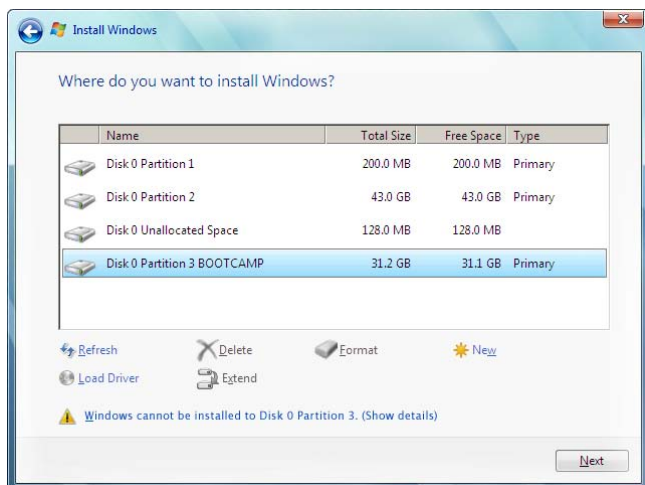 Install Windows
Where do you want to install Windows?
Name Total Size Free Space Type
Disk 0 Partition 1 200.0 MB 200.0 MB Primary
Disk 0 Partition 2 43.0 GB 43.0 GB Primary
Disk 0 Unallocated Space 128.0 MB 128.0 MB
Disk 0 Partition 3 BOOTCAMP 31.2 GB 31.1 GB Primary
Refresh Delete Format New
Load Driver Extend
Windows cannot be installed to Disk 0 Partition 3. (Show details)
Next